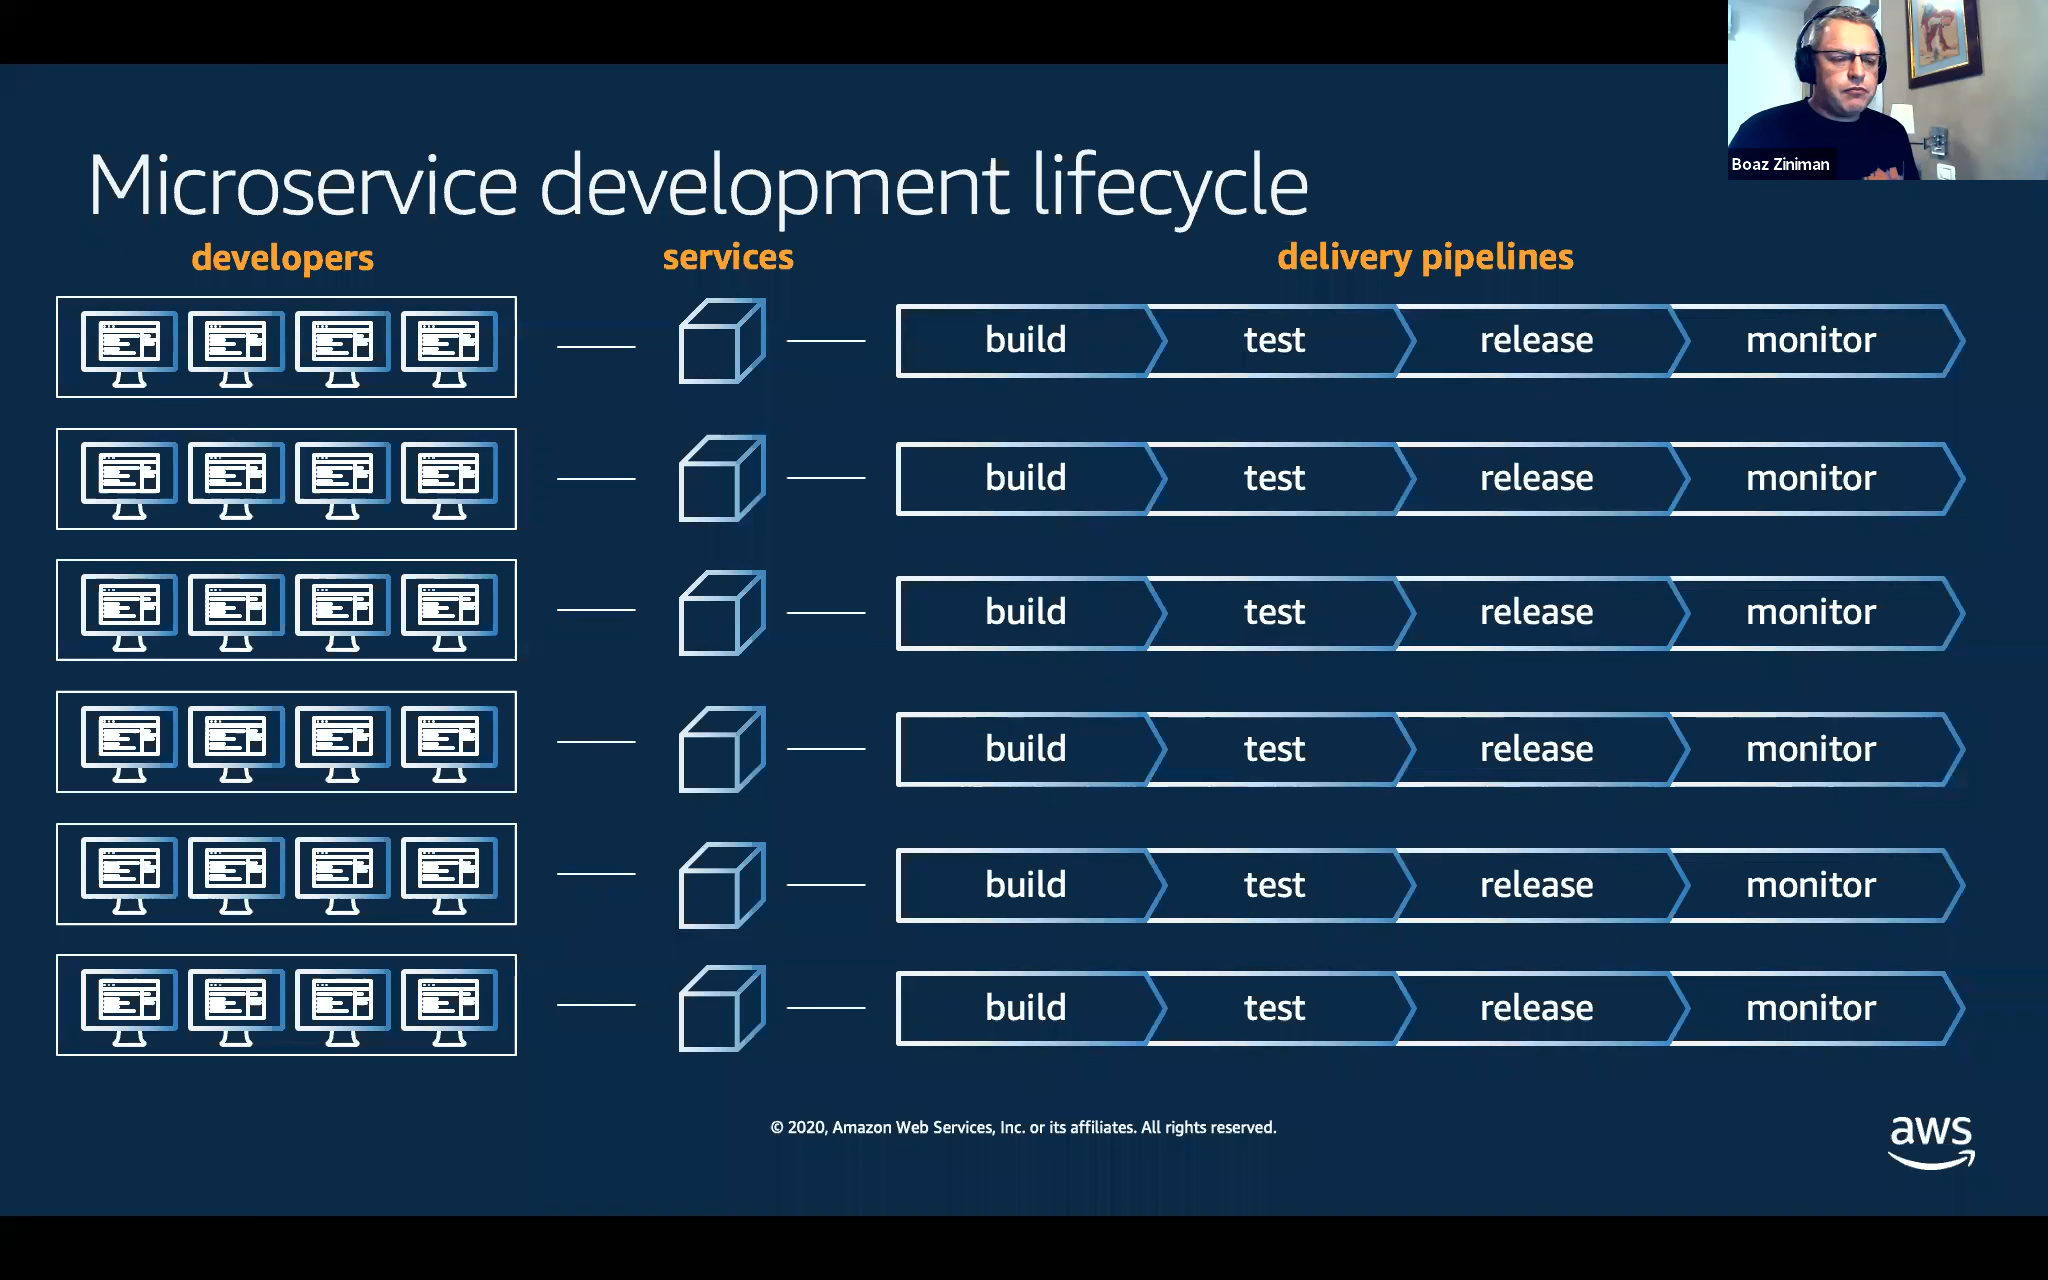 Boaz Ziniman
Microservice development lifecycle
developers services delivery pipelines
build test release monitor
build test release monitor
build test release monitor
build test release monitor
build test release monitor
build test release monitor
© 2020, Amazon Web Services, Inc. or its affiliates. All rights reserved.
aws